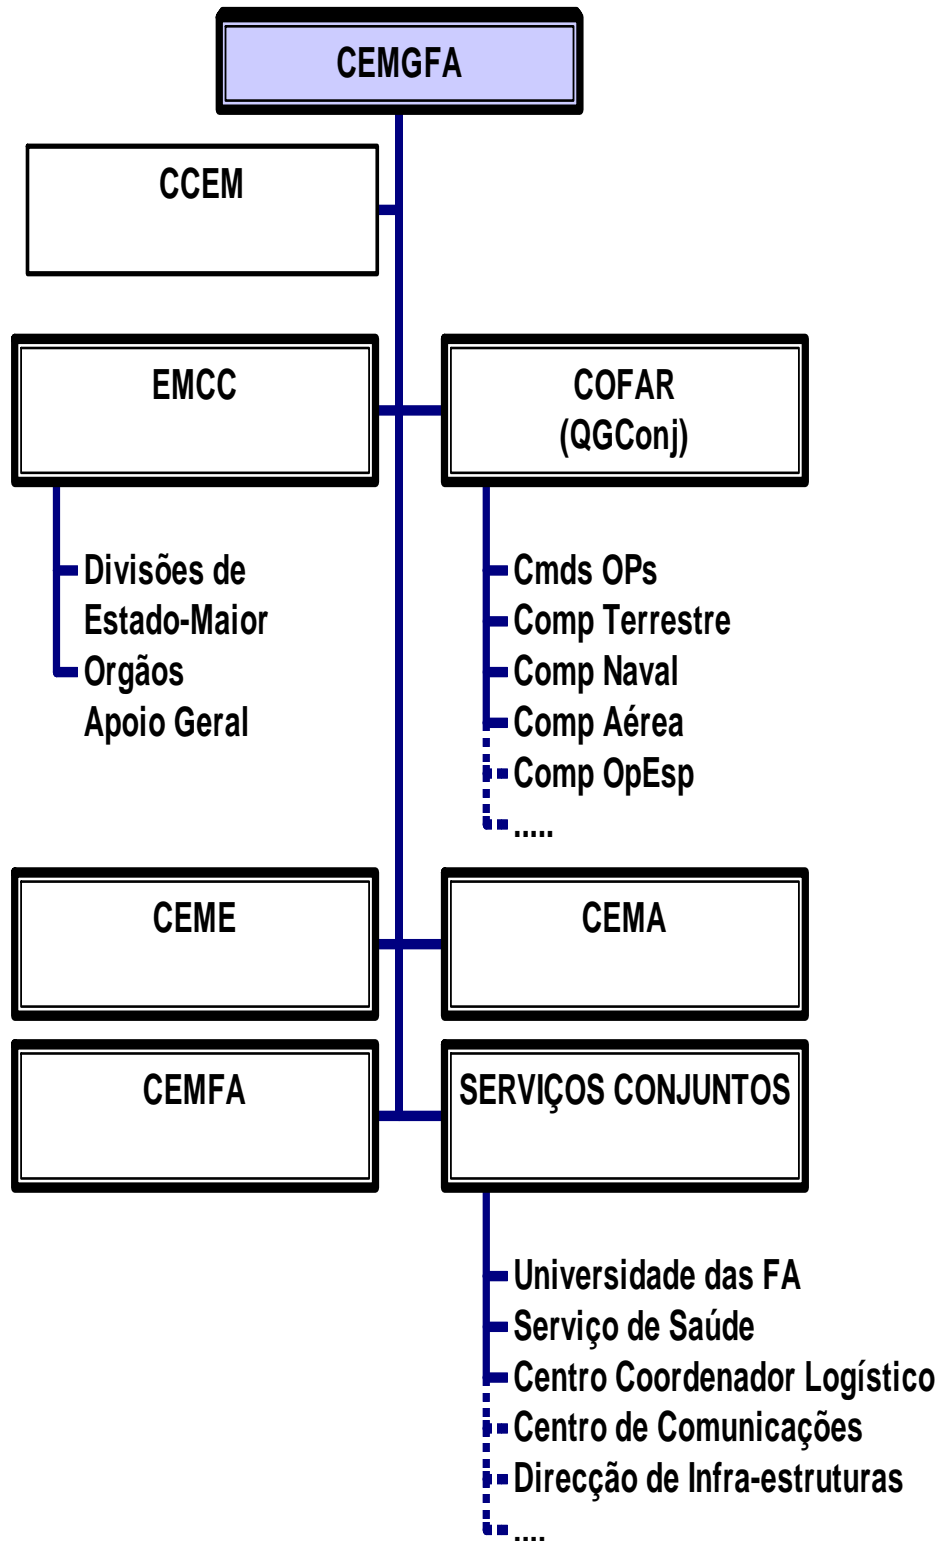 CEMGFA
CCEM
EMCC
COFAR
(QGConj)
Divisões de
Estado-Maior
Orgãos
Apoio Geral
Cmds OPs
Comp Terrestre
Comp Naval
Comp Aérea
Comp OpEsp
.....
CEME
CEMA
CEMFA
SERVIÇOS CONJUNTOS
Universidade das FA
Serviço de Saúde
Centro Coordenador Logístico
Centro de Comunicações
Direcção de Infra-estruturas
....